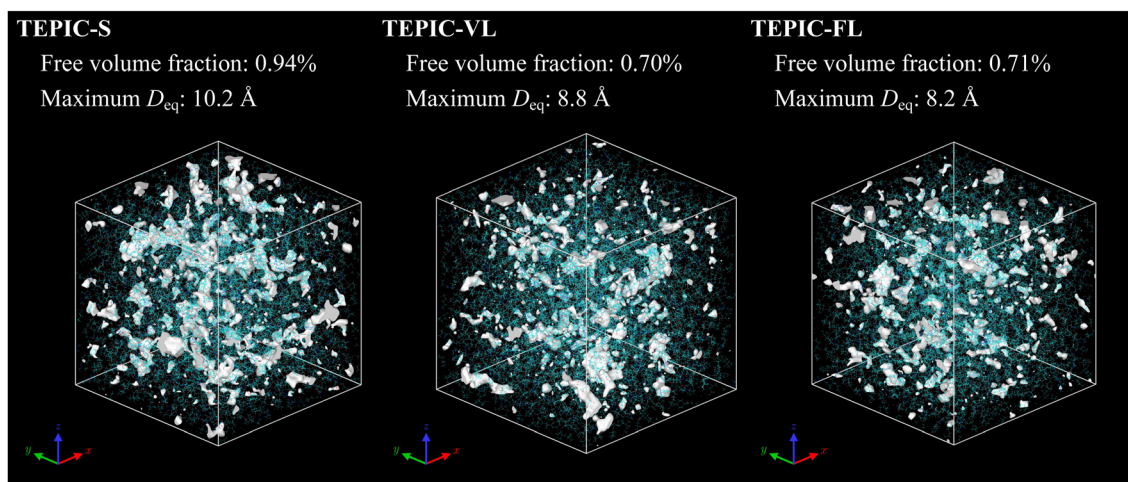 TEPIC-S
Free volume fraction: 0.94%
Maximum Deq: 10.2 Å
TEPIC-VL
Free volume fraction: 0.70%
Maximum Deq: 8.8 Å
TEPIC-FL
Free volume fraction: 0.71%
Maximum Deq: 8.2 Å
z
y
x
z
y
x
z
y
x